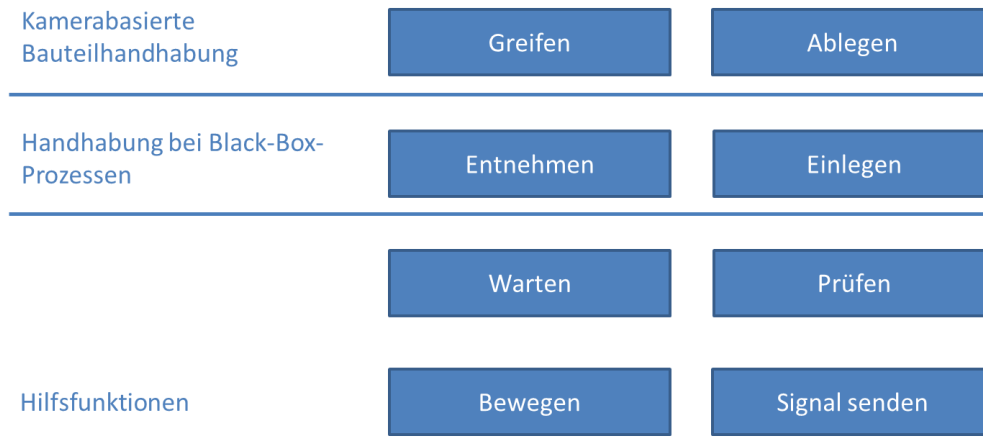 Kamerabasierte
Bauteilhandhabung
Greifen
Ablegen
Handhabung bei Black-Box-
Prozessen
Entnehmen
Einlegen
Warten
Prüfen
Hilfsfunktionen
Bewegen
Signal senden